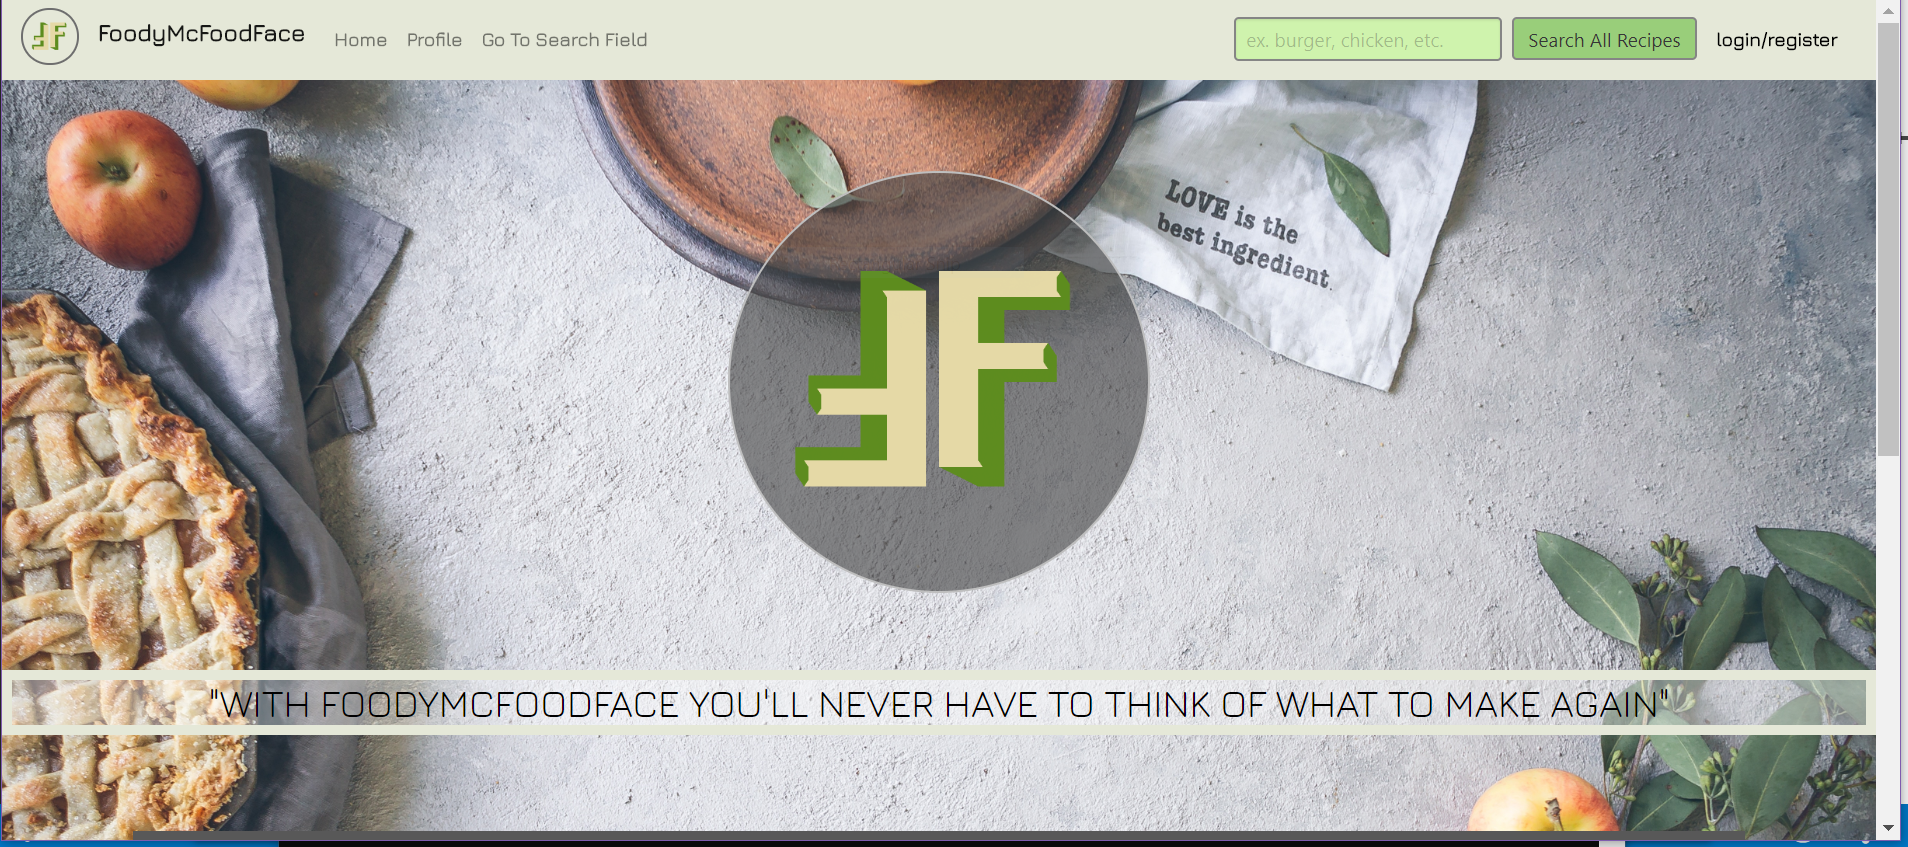 FoodyMcFoodFace Home Profile Go To Search Field ex. burger, chicken, etc. Search All Recipes login/register
LOVE is the
best ingredient.
FF
"WITH FOODYMCFOODFACE YOU'LL NEVER HAVE TO THINK OF WHAT TO MAKE AGAIN"